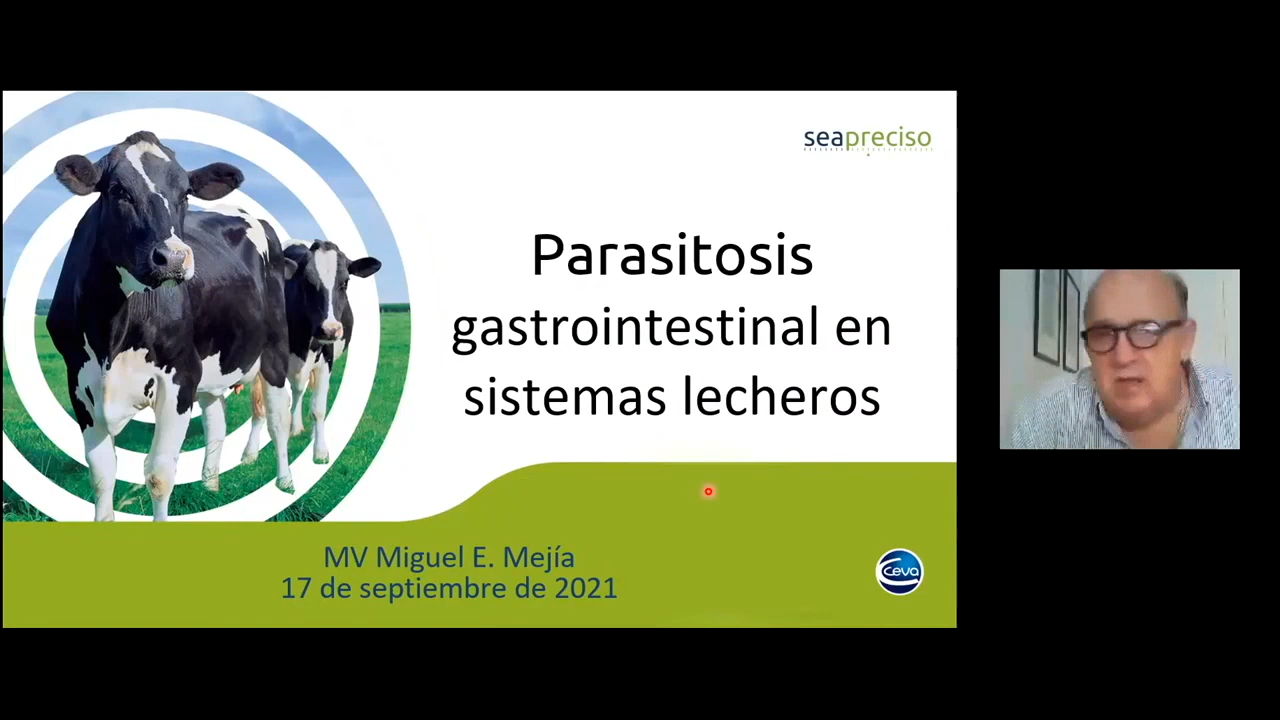 seapreciso
Parasitosis
gastrointestinal en
sistemas lecheros
MV Miguel E. Mejía
17 de septiembre de 2021
Ceva